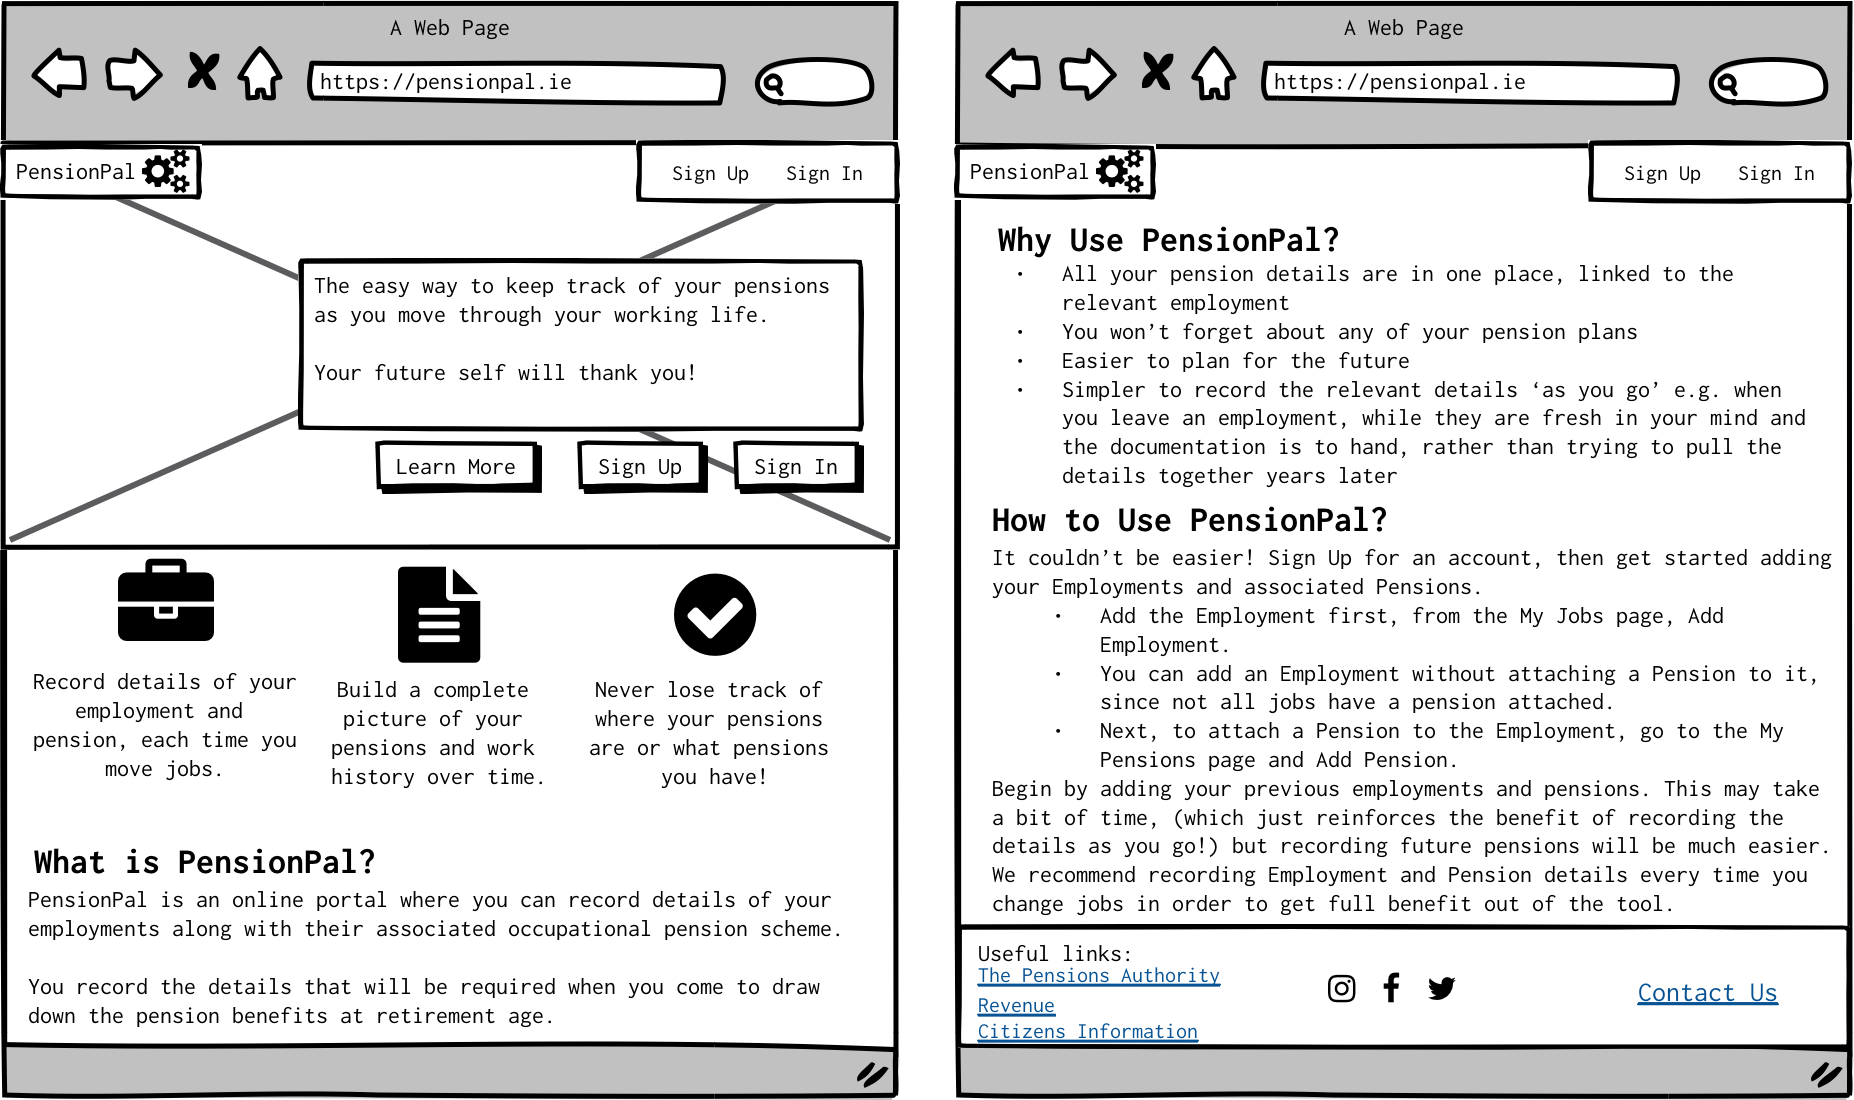 A Web Page
https://pensionpal.ie
PensionPal
Sign Up Sign In
The easy way to keep track of your pensions
as you move through your working life.
Your future self will thank you!
Learn More
Sign Up
Sign In
Record details of your
employment and
pension, each time you
move jobs.
Build a complete
picture of your
pensions and work
history over time.
Never lose track of
where your pensions
are or what pensions
you have!
What is PensionPal?
PensionPal is an online portal where you can record details of your
employments along with their associated occupational pension scheme.
You record the details that will be required when you come to draw
down the pension benefits at retirement age.
A Web Page
https://pensionpal.ie
PensionPal
Sign Up Sign In
Why Use PensionPal?
• All your pension details are in one place, linked to the
relevant employment
• You won’t forget about any of your pension plans
• Easier to plan for the future
• Simpler to record the relevant details ‘as you go’ e.g. when
you leave an employment, while they are fresh in your mind and
the documentation is to hand, rather than trying to pull the
details together years later
How to Use PensionPal?
It couldn’t be easier! Sign Up for an account, then get started adding
your Employments and associated Pensions.
• Add the Employment first, from the My Jobs page, Add
Employment.
• You can add an Employment without attaching a Pension to it,
since not all jobs have a pension attached.
• Next, to attach a Pension to the Employment, go to the My
Pensions page and Add Pension.
Begin by adding your previous employments and pensions. This may take
a bit of time, (which just reinforces the benefit of recording the
details as you go!) but recording future pensions will be much easier.
We recommend recording Employment and Pension details every time you
change jobs in order to get full benefit out of the tool.
Useful links:
The Pensions Authority
Revenue
Citizens Information
Contact Us